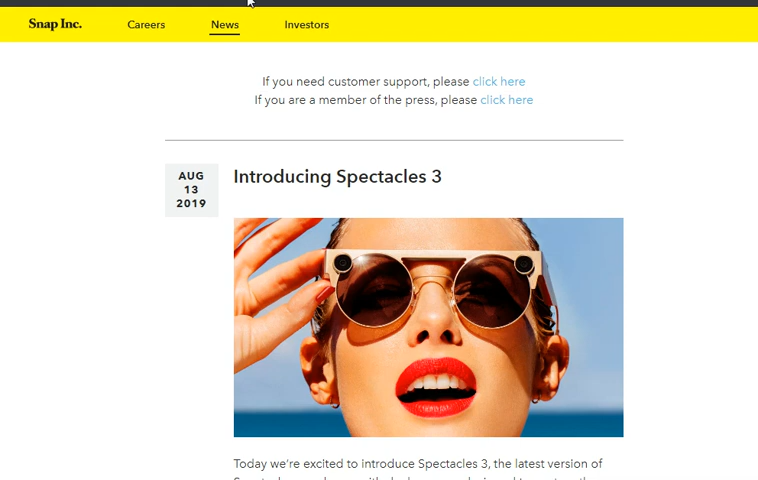 Snap Inc. Careers News Investors
If you need customer support, please click here
If you are a member of the press, please click here
AUG
13
2019
Introducing Spectacles 3
Today we're excited to introduce Spectacles 3, the latest version of